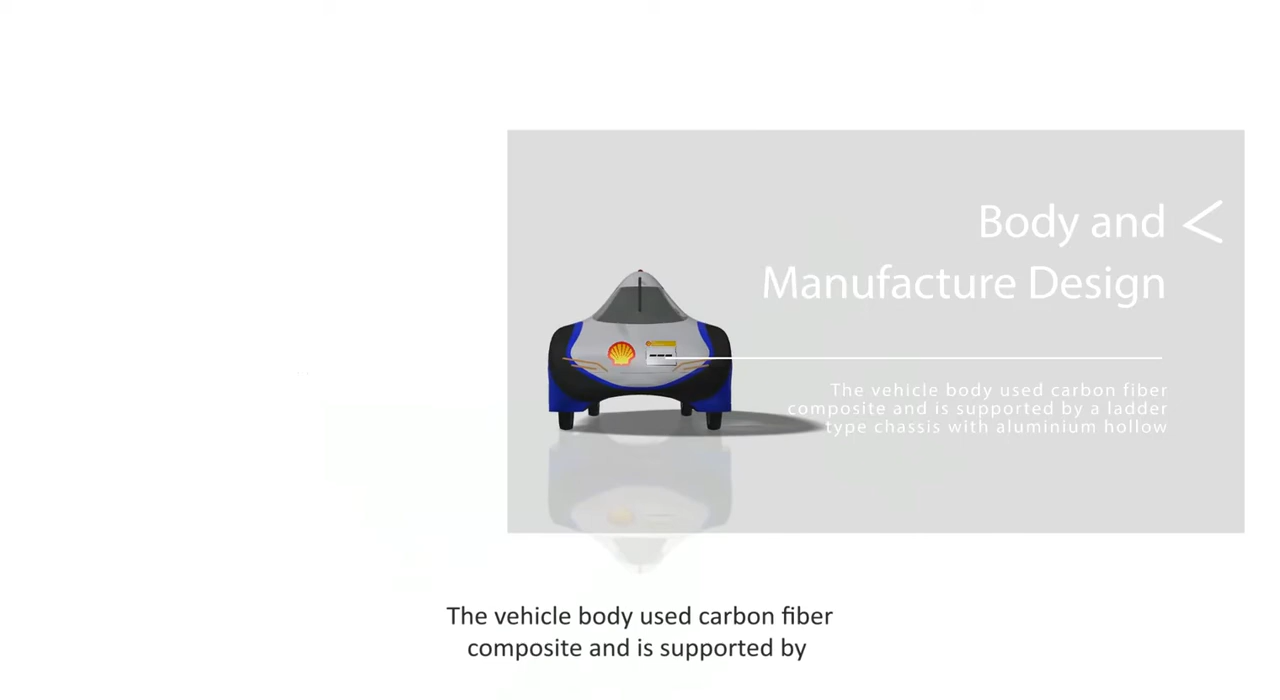 Body and <
Manufacture Design
The vehicle body used carbon fiber
composite and is supported by a ladder
type chassis with aluminium hollow
The vehicle body used carbon fiber
composite and is supported by